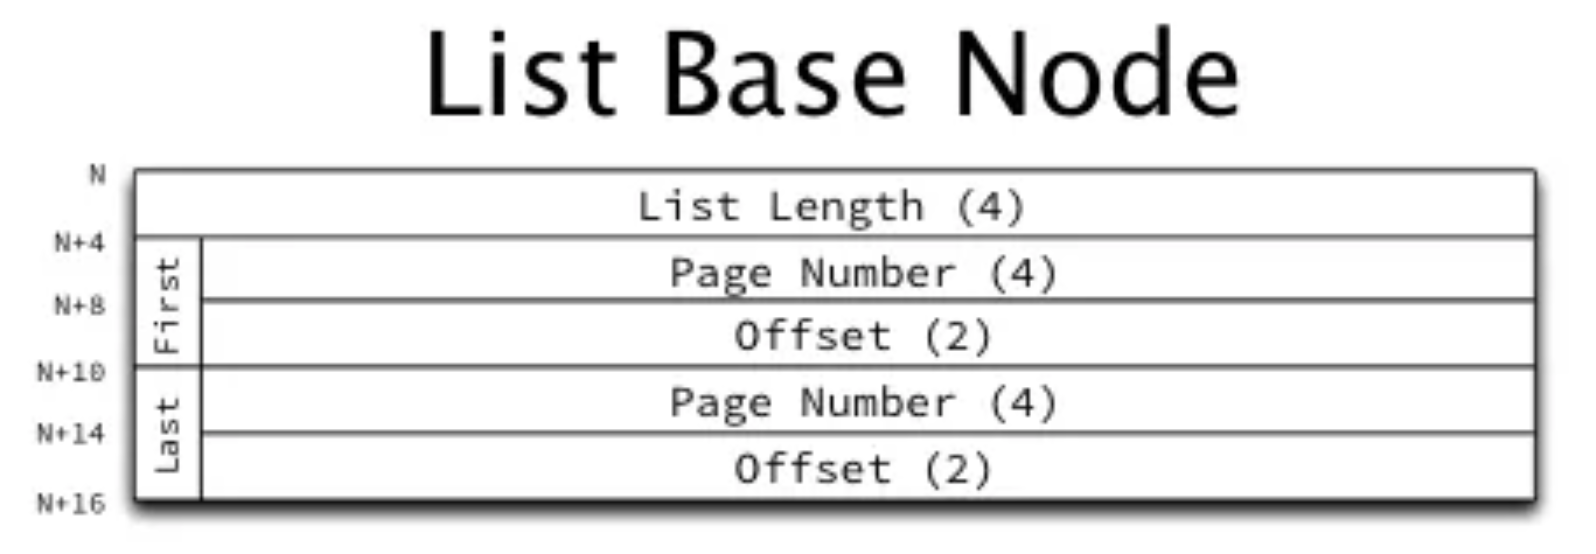 List Base Node
N
List Length (4)
N+4
First
Page Number (4)
N+8
Offset (2)
N+10
Last
Page Number (4)
N+14
Offset (2)
N+16